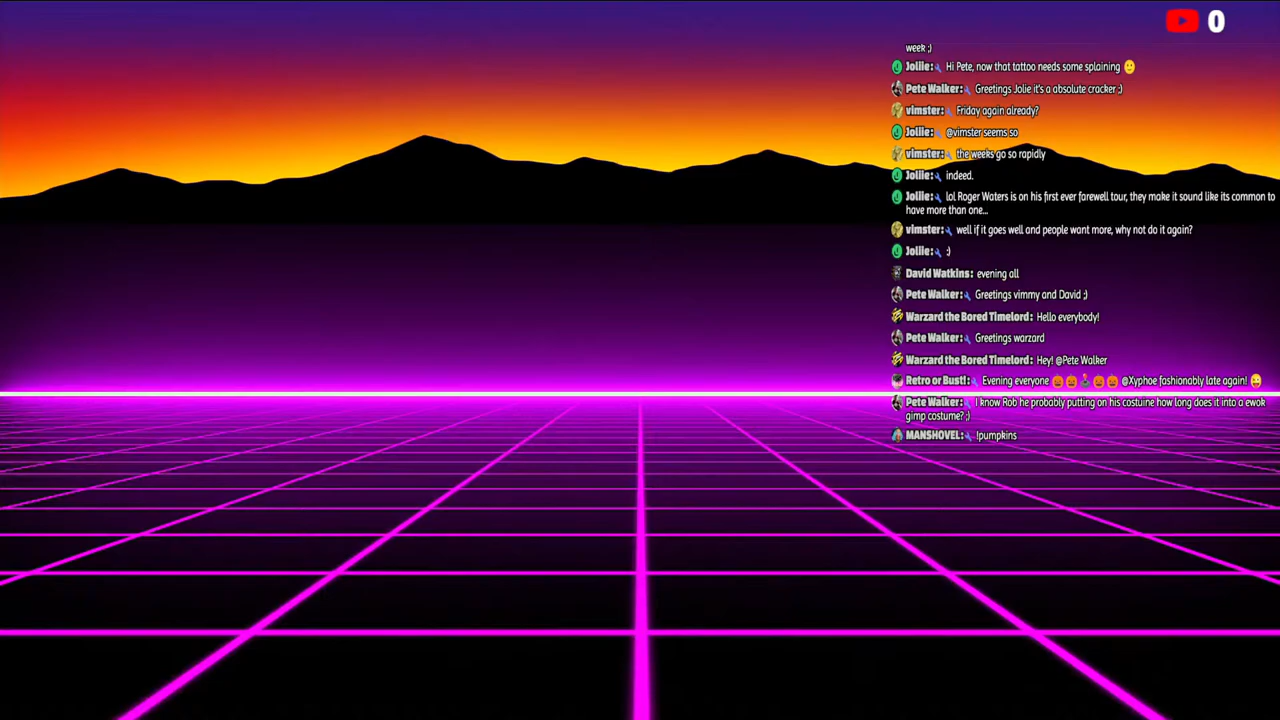 0
week ;)
Joliie: Hi Pete, now that tattoo needs some splaining 🙂
Pete Walker: Greetings Jolie it's a absolute cracker ;)
vimster: Friday again already?
Joliie: @vimster seems so
vimster: the weeks go so rapidly
Joliie: indeed.
Joliie: lol Roger Waters is on his first ever farewell tour, they make it sound like its common to
have more than one...
vimster: well if it goes well and people want more, why not do it again?
Joliie: :)
David Watkins: evening all
Pete Walker: Greetings vimmy and David ;)
Warzard the Bored Timelord: Hello everybody!
Pete Walker: Greetings warzard
Warzard the Bored Timelord: Hey! @Pete Walker
Retro or Bust!: Evening everyone 🎃🎃🕹️🎃🎃 @Xyphoe fashionably late again! 😜
Pete Walker: I know Rob he probably putting on his costuine how long does it into a ewok
gimp costume? ;)
MANSHOVEL: !pumpkins